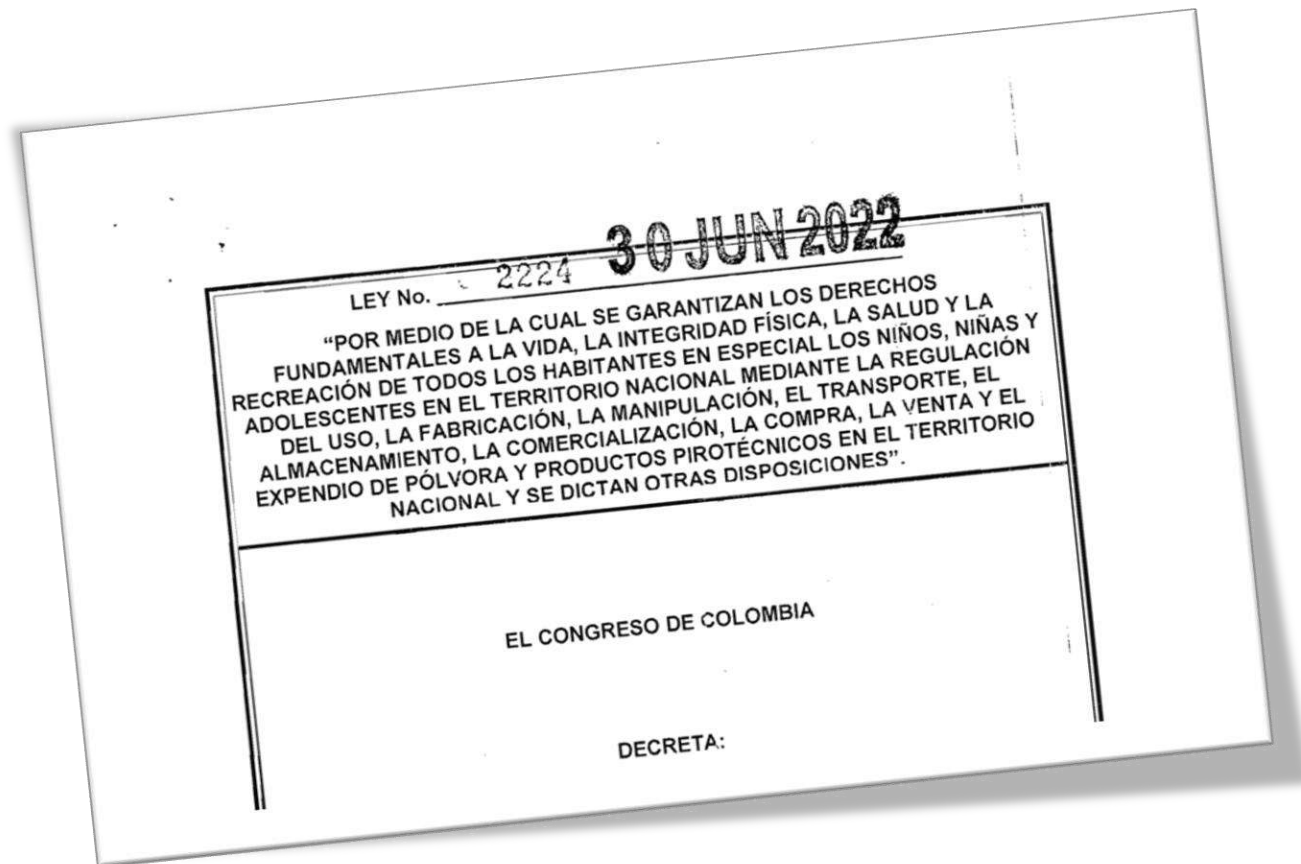 30 JUN 2022
LEY No. 2224
“POR MEDIO DE LA CUAL SE GARANTIZAN LOS DERECHOS
FUNDAMENTALES A LA VIDA, LA INTEGRIDAD FÍSICA, LA SALUD Y LA
RECREACIÓN DE TODOS LOS HABITANTES EN ESPECIAL LOS NIÑOS, NIÑAS Y
ADOLESCENTES EN EL TERRITORIO NACIONAL MEDIANTE LA REGULACIÓN
DEL USO, LA FABRICACIÓN, LA MANIPULACIÓN, EL TRANSPORTE, EL
ALMACENAMIENTO, LA COMERCIALIZACIÓN, LA COMPRA, LA VENTA Y EL
EXPENDIO DE PÓLVORA Y PRODUCTOS PIROTÉCNICOS EN EL TERRITORIO
NACIONAL Y SE DICTAN OTRAS DISPOSICIONES”.
EL CONGRESO DE COLOMBIA
DECRETA: